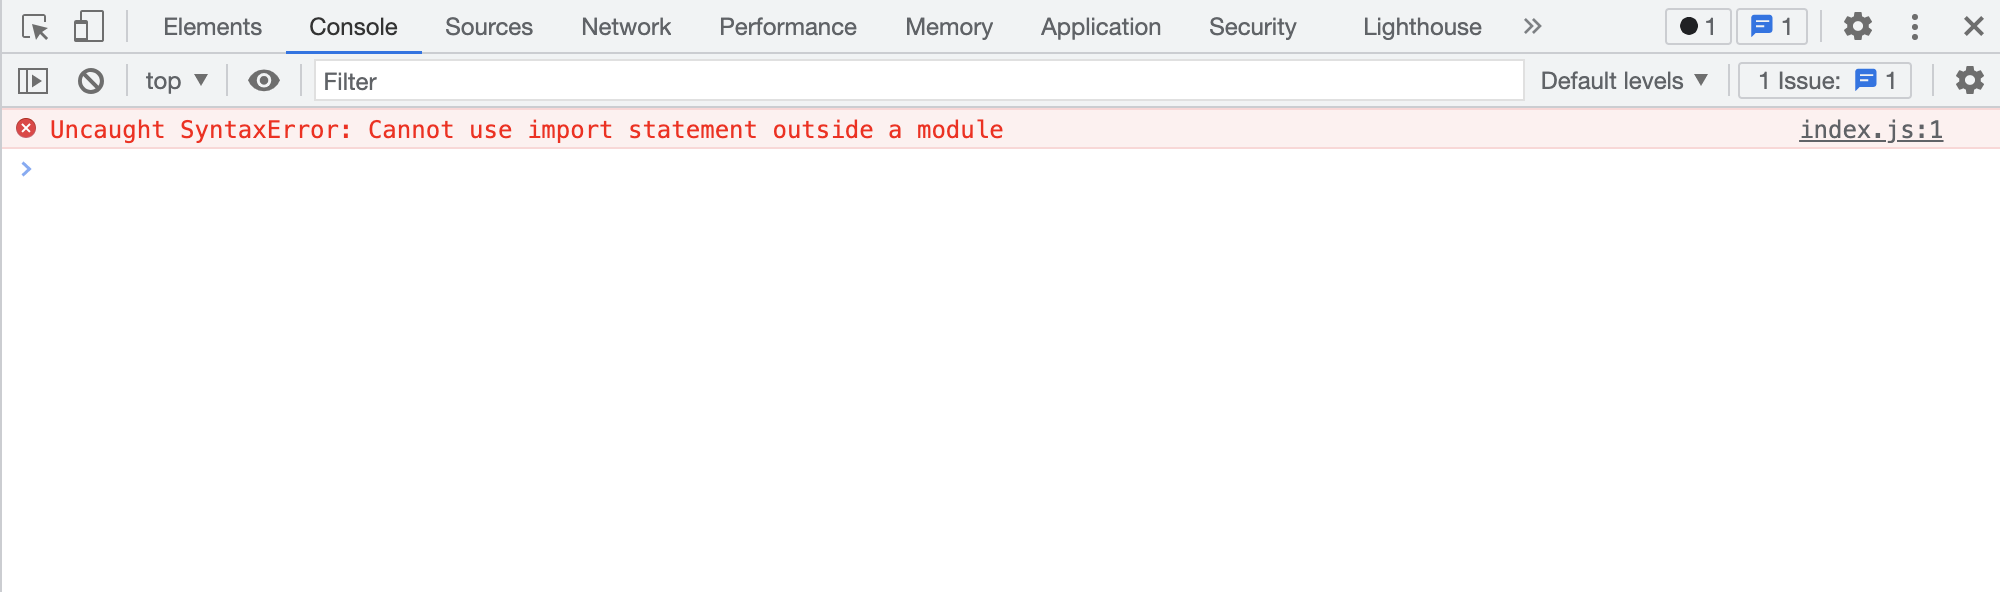 Elements Console Sources Network Performance Memory Application Security Lighthouse 1 1
top Filter Default levels 1 Issue: 1
Uncaught SyntaxError: Cannot use import statement outside a module index.js:1